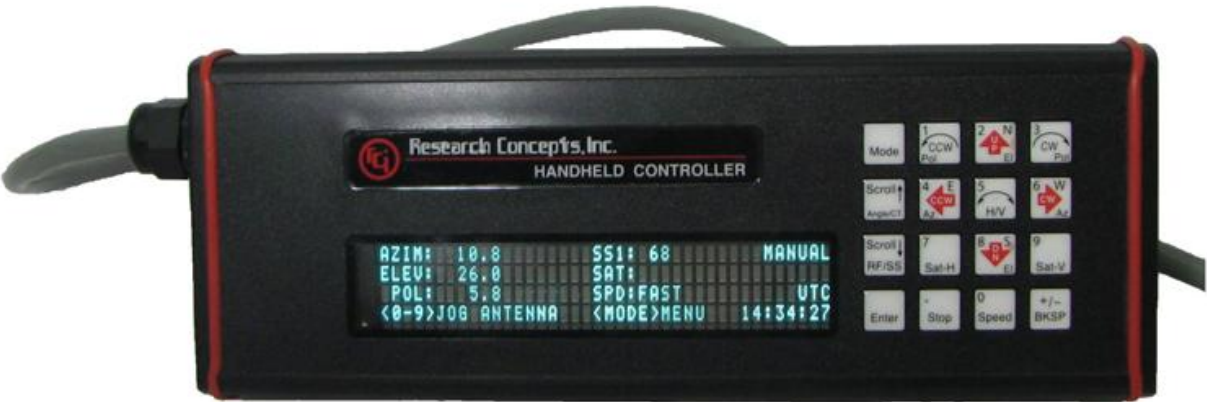 Research Concepts, Inc.
HANDHELD CONTROLLER
AZIM: 10.8 SS1: 68 MANUAL
ELEV: 26.0 SAT:
POL: 5.8 SPD:FAST UTC
<0-9>JOG ANTENNA <MODE>MENU 14:34:27
Mode
1 CCW Pol
2 N UP El
3 CW Pol
Scroll Angle/CT
4 E CCW Az
5 H/V
6 W CW Az
Scroll RF/SS
7 Sat-H
8 S DN El
9 Sat-V
Enter
. Stop
0 Speed
+/- BKSP